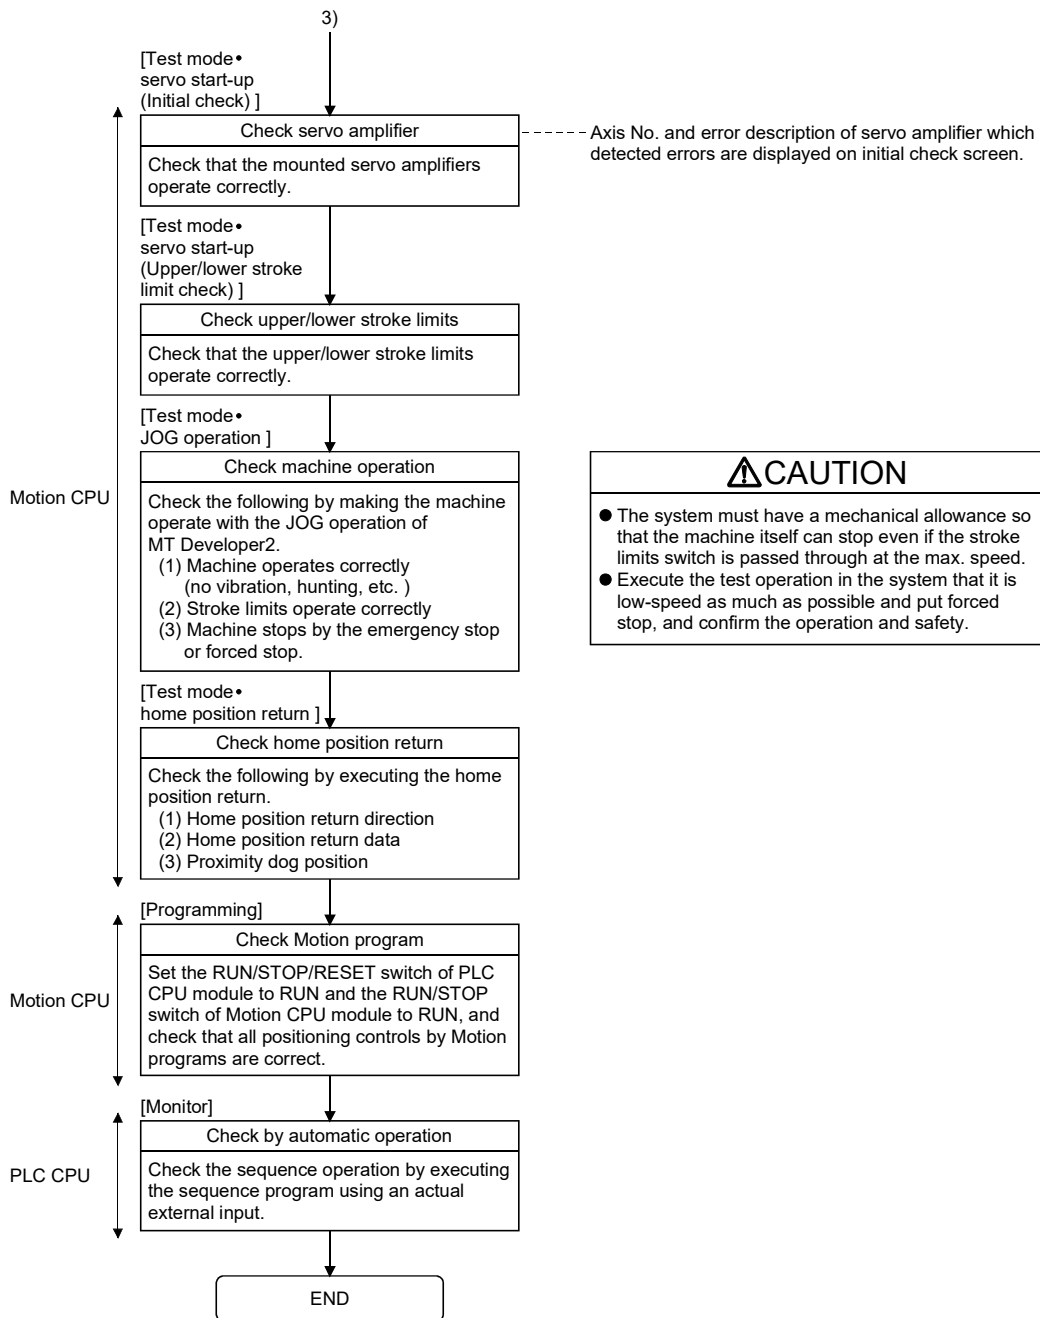 3)
[Test mode•
servo start-up
(Initial check) ]
Check servo amplifier
Check that the mounted servo amplifiers
operate correctly.
Axis No. and error description of servo amplifier which
detected errors are displayed on initial check screen.
[Test mode•
servo start-up
(Upper/lower stroke
limit check) ]
Check upper/lower stroke limits
Check that the upper/lower stroke limits
operate correctly.
[Test mode•
JOG operation ]
Motion CPU
Check machine operation
Check the following by making the machine
operate with the JOG operation of
MT Developer2.
(1) Machine operates correctly
(no vibration, hunting, etc. )
(2) Stroke limits operate correctly
(3) Machine stops by the emergency stop
or forced stop.
CAUTION
● The system must have a mechanical allowance so
that the machine itself can stop even if the stroke
limits switch is passed through at the max. speed.
● Execute the test operation in the system that it is
low-speed as much as possible and put forced
stop, and confirm the operation and safety.
[Test mode•
home position return ]
Check home position return
Check the following by executing the home
position return.
(1) Home position return direction
(2) Home position return data
(3) Proximity dog position
[Programming]
Motion CPU
Check Motion program
Set the RUN/STOP/RESET switch of PLC
CPU module to RUN and the RUN/STOP
switch of Motion CPU module to RUN, and
check that all positioning controls by Motion
programs are correct.
[Monitor]
PLC CPU
Check by automatic operation
Check the sequence operation by executing
the sequence program using an actual
external input.
END